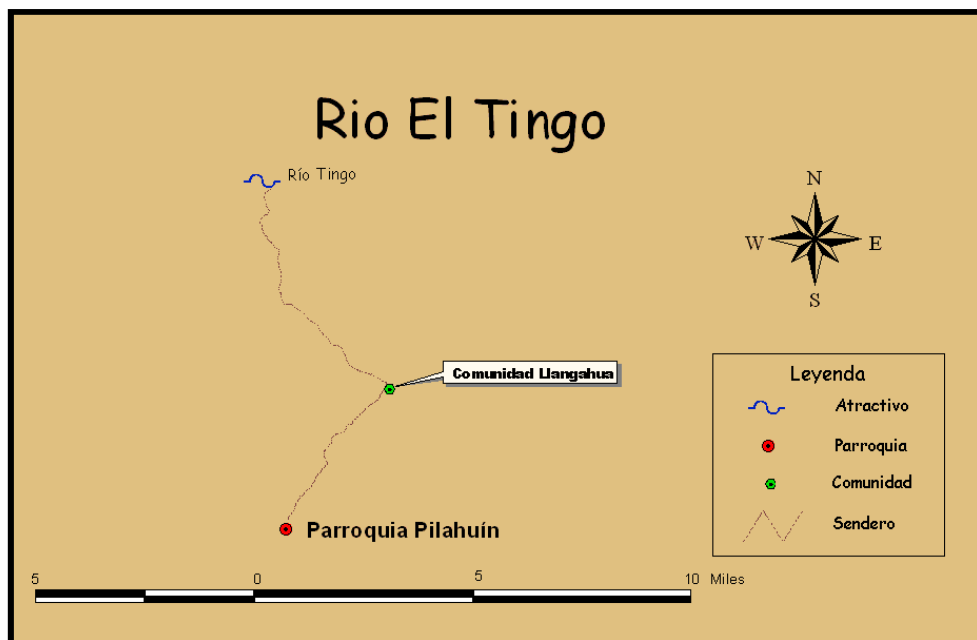 Rio El Tingo
Río Tingo
N
W
E
S
Comunidad Llangahua
Leyenda
Atractivo
Parroquia
Comunidad
Sendero
Parroquia Pilahuín
5 0 5 10 Miles